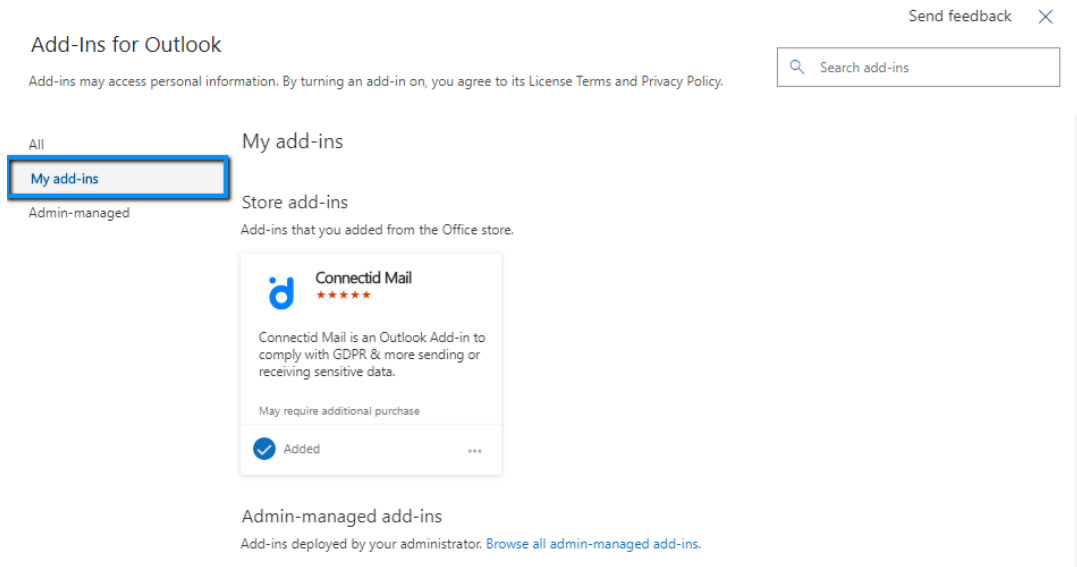 Send feedback
Add-Ins for Outlook
Search add-ins
Add-ins may access personal information. By turning an add-in on, you agree to its License Terms and Privacy Policy.
All
My add-ins
Admin-managed
My add-ins
Store add-ins
Add-ins that you added from the Office store.
Connectid Mail
Connectid Mail is an Outlook Add-in to
comply with GDPR & more sending or
receiving sensitive data.
May require additional purchase
Added
Admin-managed add-ins
Add-ins deployed by your administrator. Browse all admin-managed add-ins.